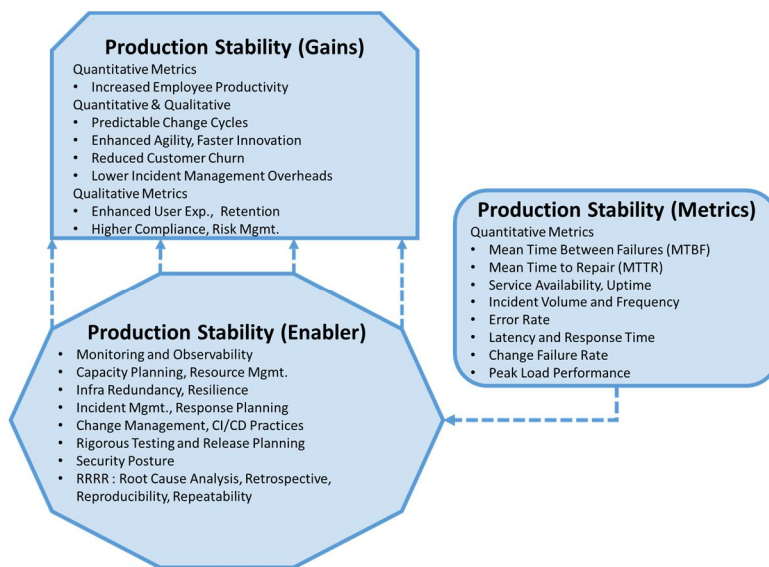 Production Stability (Gains)
Quantitative Metrics
• Increased Employee Productivity
Quantitative & Qualitative
• Predictable Change Cycles
• Enhanced Agility, Faster Innovation
• Reduced Customer Churn
• Lower Incident Management Overheads
Qualitative Metrics
• Enhanced User Exp., Retention
• Higher Compliance, Risk Mgmt.
Production Stability (Metrics)
Quantitative Metrics
• Mean Time Between Failures (MTBF)
• Mean Time to Repair (MTTR)
• Service Availability, Uptime
• Incident Volume and Frequency
• Error Rate
• Latency and Response Time
• Change Failure Rate
• Peak Load Performance
Production Stability (Enabler)
• Monitoring and Observability
• Capacity Planning, Resource Mgmt.
• Infra Redundancy, Resilience
• Incident Mgmt., Response Planning
• Change Management, CI/CD Practices
• Rigorous Testing and Release Planning
• Security Posture
• RRRR : Root Cause Analysis, Retrospective,
Reproducibility, Repeatability